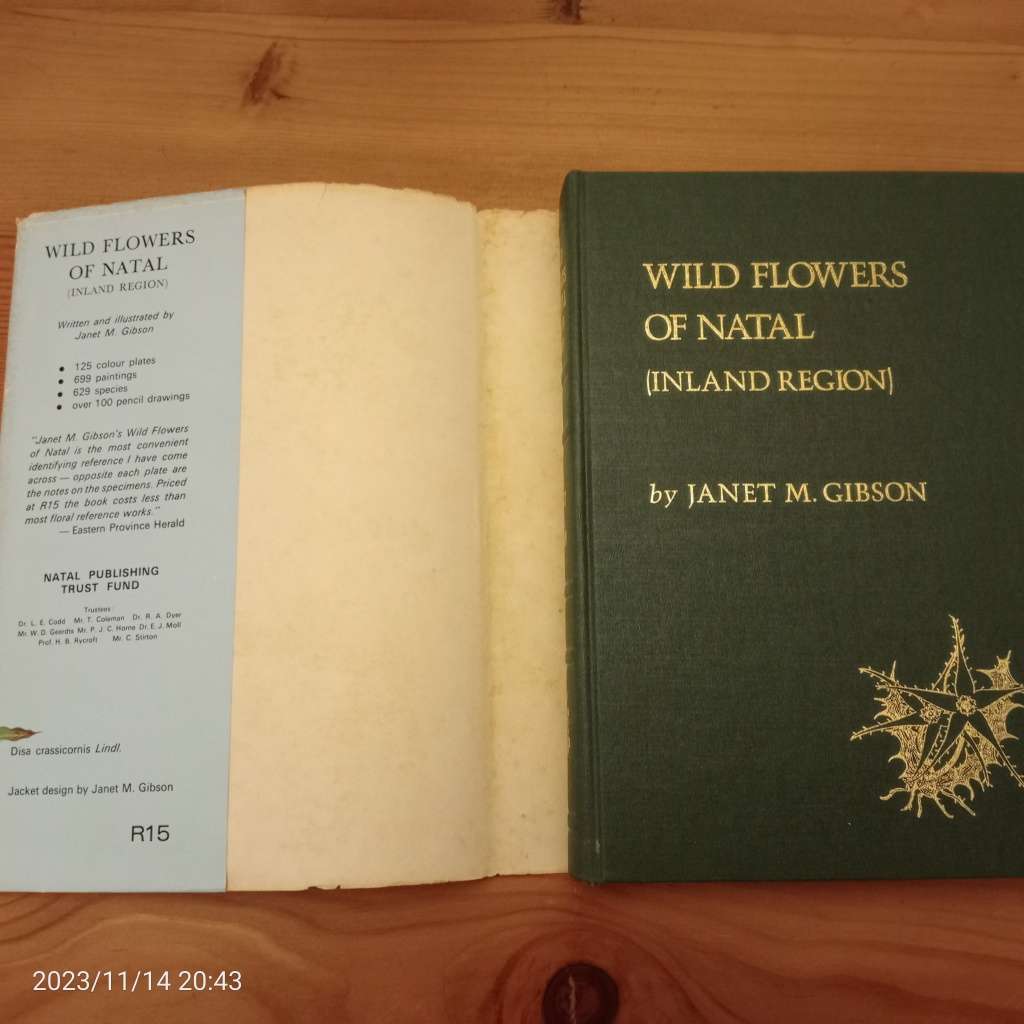 WILD FLOWERS
OF NATAL
(INLAND REGION)
Written and illustrated by
Janet M. Gibson
• 125 colour plates
• 699 paintings
• 629 species
• over 100 pencil drawings
"Janet M. Gibson's Wild Flowers
of Natal is the most convenient
identifying reference I have come
across — opposite each plate are
the notes on the specimens. Priced
at R15 the book costs less than
most floral reference works."
— Eastern Province Herald
NATAL PUBLISHING
TRUST FUND
Trustees:
Dr. L. E. Codd Mr. T. Coleman Dr. R. A. Dyer
Mr. W. D. Geerdts Mr. P. J. C. Horne Dr. E. J. Moll
Prof. H. B. Rycroft Mr. C. Stirton
Disa crassicornis Lindl.
Jacket design by Janet M. Gibson
R15
WILD FLOWERS
OF NATAL
(INLAND REGION)
by JANET M. GIBSON
2023/11/14 20:43